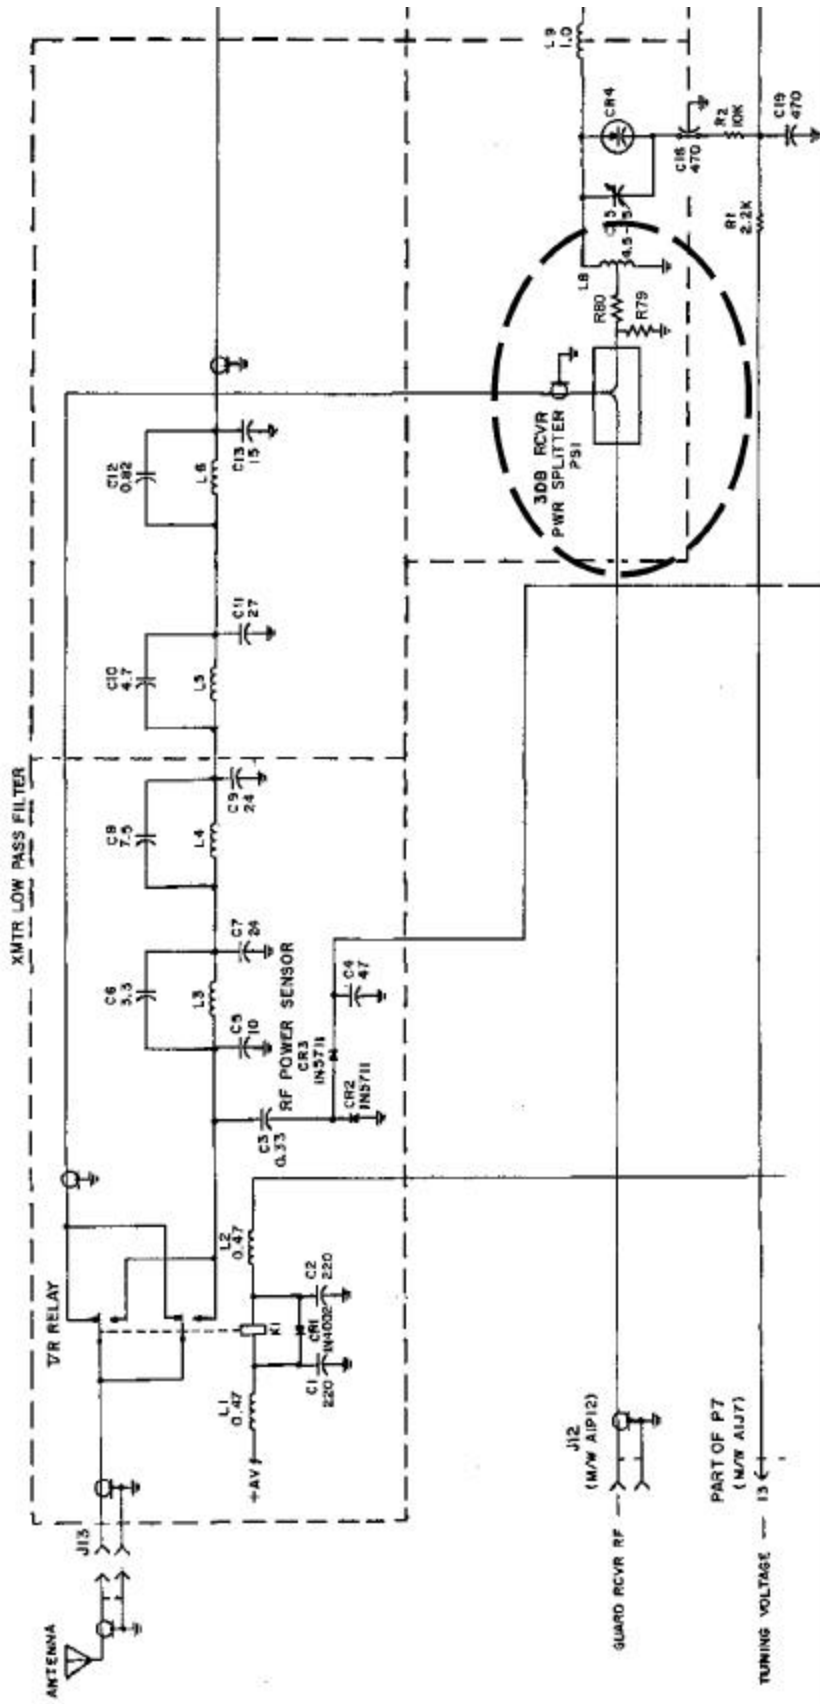 XMTR LOW PASS FILTER
L9
1.0
CR4
C16
470
R2
10K
C19
470
R1
2.2K
L8
R80
R79
3DB RCVR
PWR SPLITTER
PS1
C12
0.82
L6
C13
15
C10
4.7
L5
C11
27
C8
7.5
L4
C9
24
C6
3.3
L3
C7
24
C5
10
RF POWER SENSOR
CR3
1N5711
C4
47
CR2
1N5711
C3
0.33
T/R RELAY
L2
0.47
K1
CR1
1N4002
C2
220
C1
220
L1
0.47
+AV
J13
ANTENNA
J12
(M/W A1P12)
GUARD RCVR RF
PART OF P7
(M/W A1J7)
13
TUNING VOLTAGE